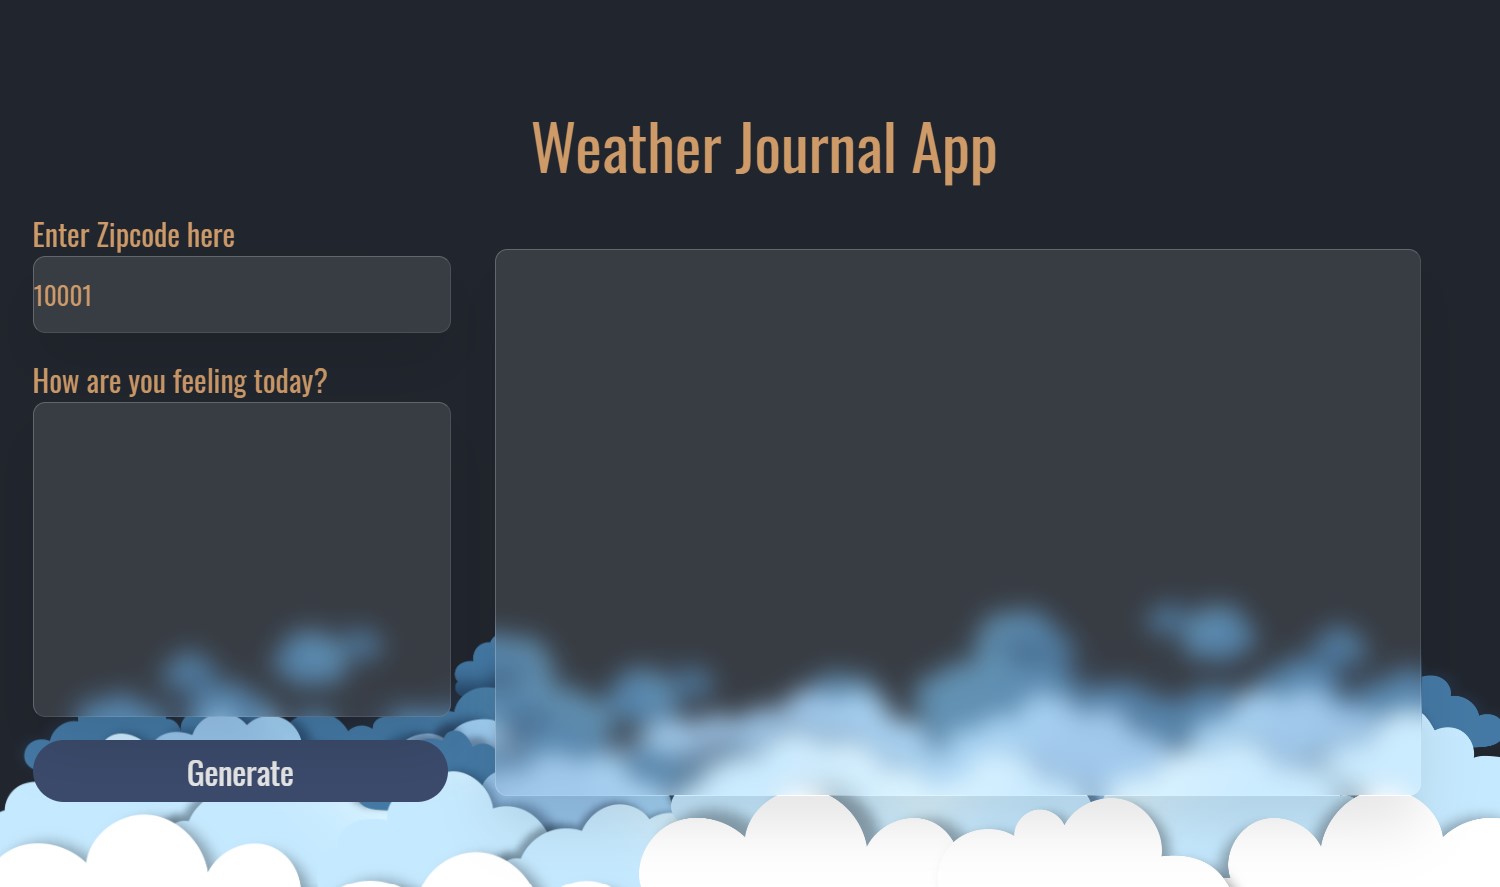 Weather Journal App
Enter Zipcode here
10001
How are you feeling today?
Generate